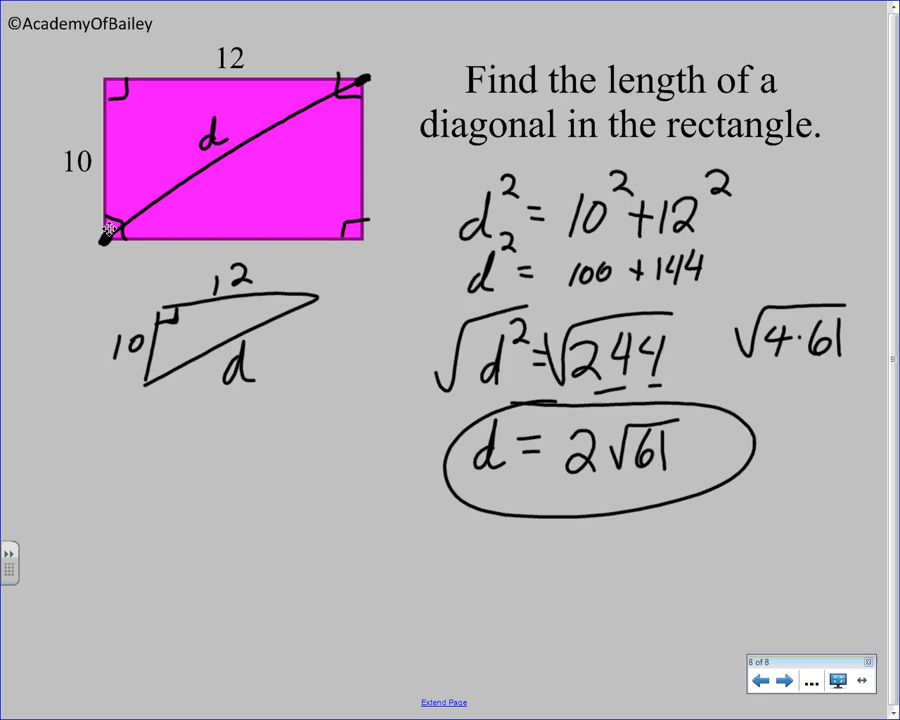 ©AcademyOfBailey
12
10
d
Find the length of a
diagonal in the rectangle.
d² = 10² + 12²
d² = 100 + 144
√d² = √244
√4·61
d = 2√61
12
10
d
8 of 8
...
Extend Page